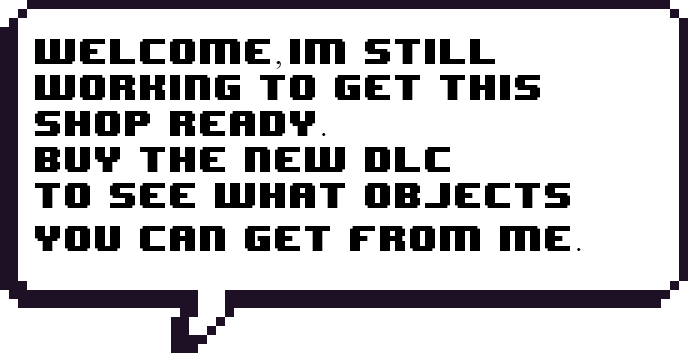 WELCOME,IM STILL
WORKING TO GET THIS
SHOP READY.
BUY THE NEW DLC
TO SEE WHAT OBJECTS
YOU CAN GET FROM ME.